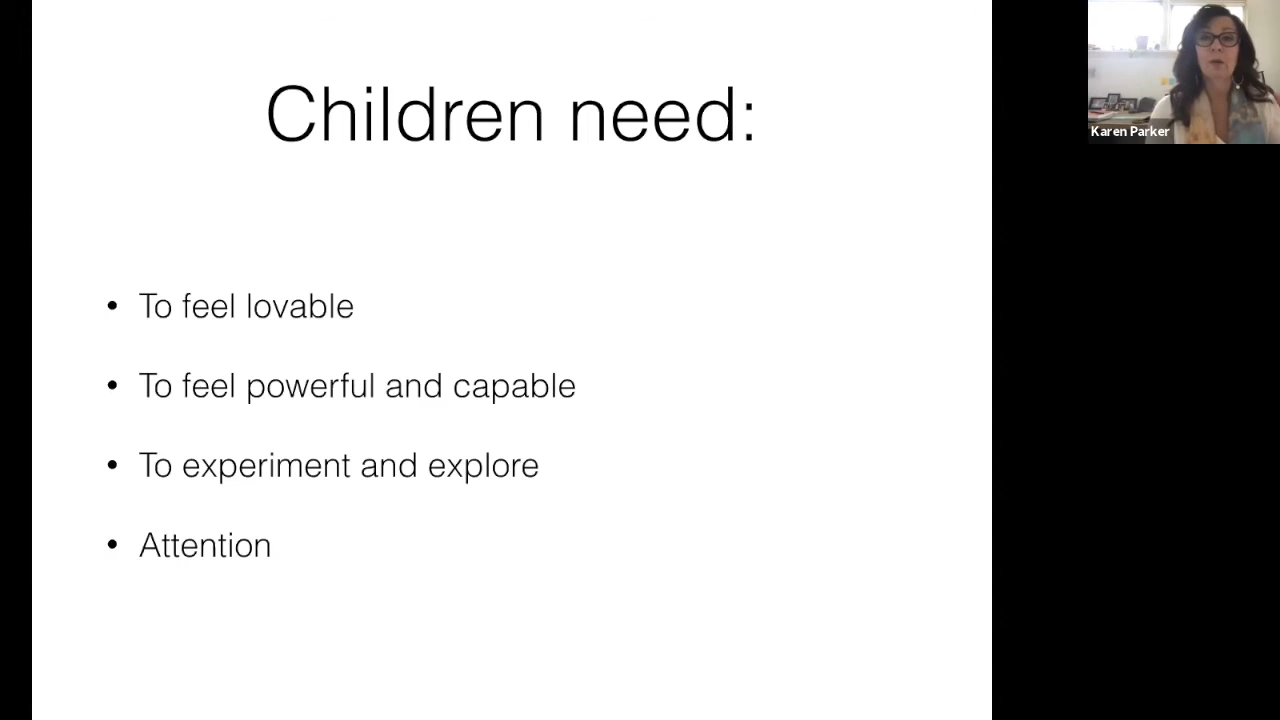 Children need:
• To feel lovable
• To feel powerful and capable
• To experiment and explore
• Attention
Karen Parker